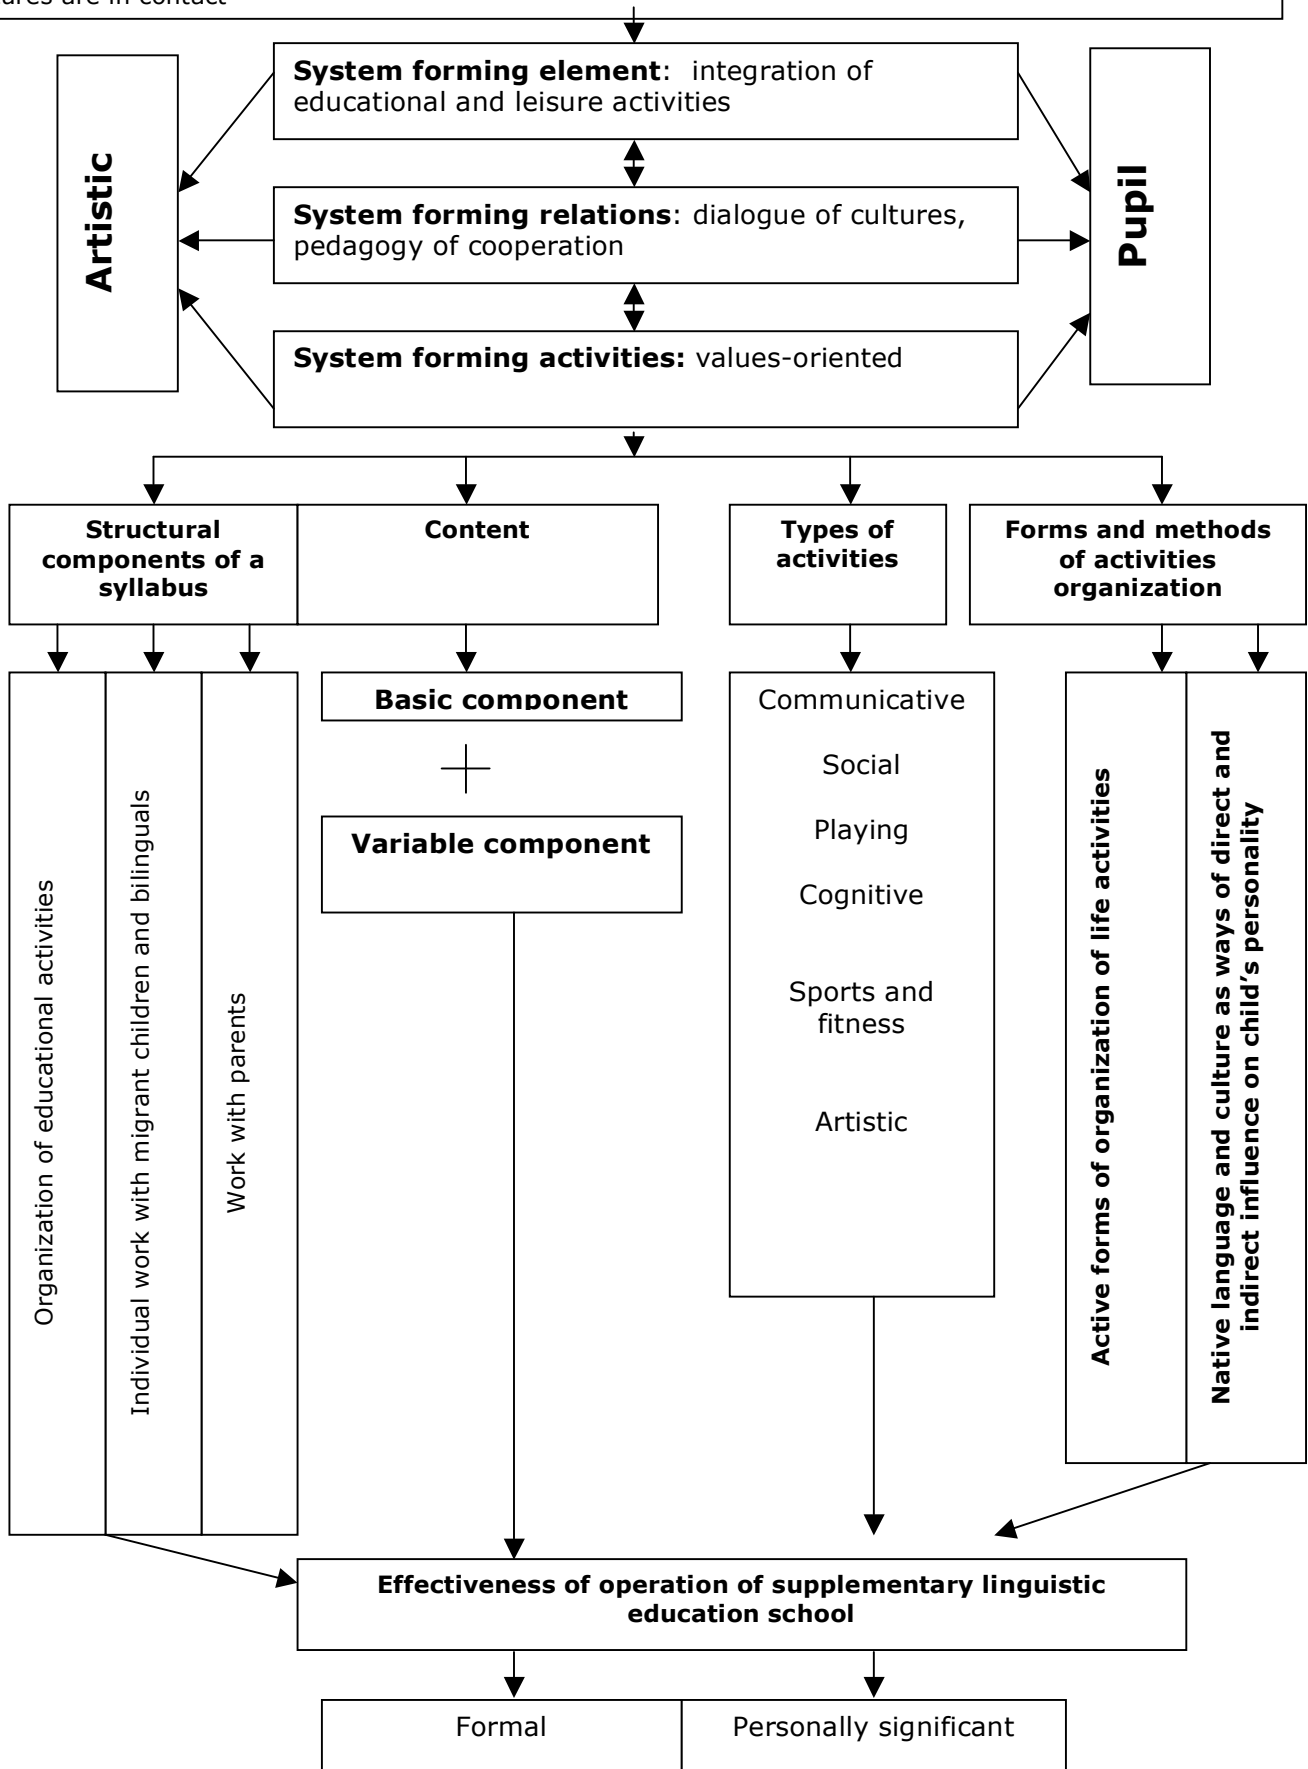 are in contact
Artistic
System forming element:  integration of
educational and leisure activities
System forming relations: dialogue of cultures,
pedagogy of cooperation
System forming activities: values-oriented
Pupil
Structural
components of a
syllabus
Content
Types of
activities
Forms and methods
of activities
organization
Organization of educational activities
Individual work with migrant children and bilinguals
Work with parents
Basic component
Variable component
Communicative
Social
Playing
Cognitive
Sports and
fitness
Artistic
Active forms of organization of life activities
Native language and culture as ways of direct and
indirect influence on child's personality
Effectiveness of operation of supplementary linguistic
education school
Formal
Personally significant